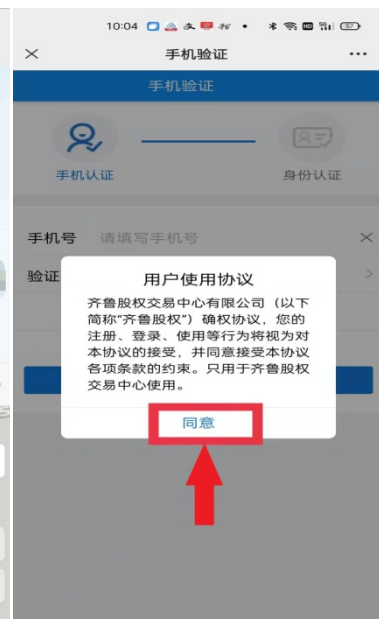 10:04
手机验证
手机验证
手机认证
身份认证
手机号 请填写手机号
验证
用户使用协议
齐鲁股权交易中心有限公司（以下
简称“齐鲁股权”）确权协议，您的
注册、登录、使用等行为将视为对
本协议的接受，并同意接受本协议
各项条款的约束。只用于齐鲁股权
交易中心使用。
同意